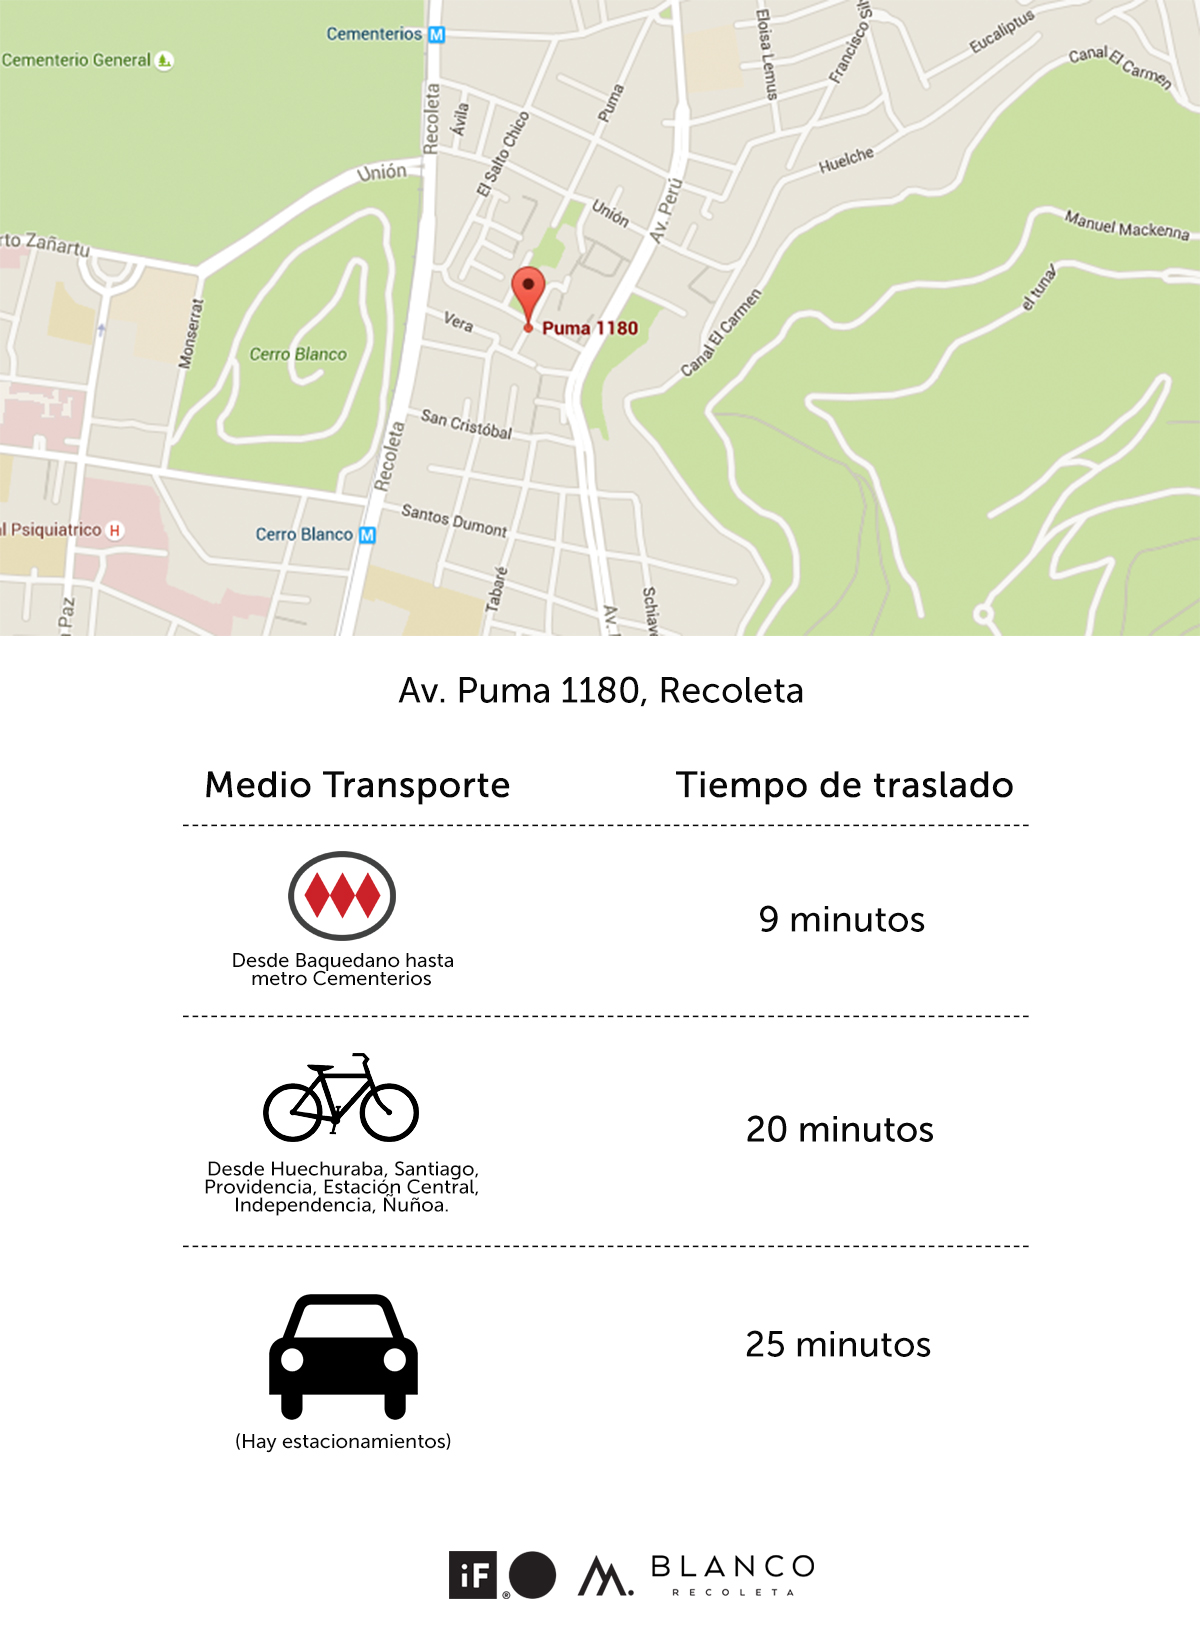 Cementerios M
Cementerio General
Eloisa Lemus
Francisco Sil
Eucaliptus
Canal El Carmen
Recoleta
Ávila
El Salto Chico
Puma
Huelche
Unión
Unión
Av. Perú
Manuel Mackenna
rto Zañartu
Monserrat
el tunal
Canal El Carmen
Vera
Puma 1180
Cerro Blanco
San Cristóbal
Recoleta
Santos Dumont
al Psiquiatrico H
Cerro Blanco M
Tabaré
Schiave
Paz
Av.
Av. Puma 1180, Recoleta
Medio Transporte
Tiempo de traslado
9 minutos
Desde Baquedano hasta
metro Cementerios
20 minutos
Desde Huechuraba, Santiago,
Providencia, Estación Central,
Independencia, Ñuñoa.
25 minutos
(Hay estacionamientos)
iF ®
M.
BLANCO
RECOLETA